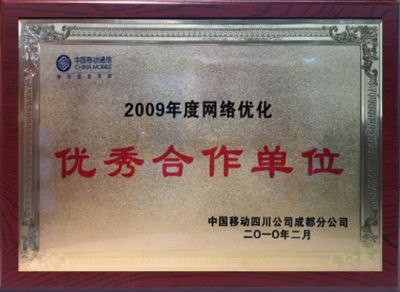 中国移动通信
CHINA MOBILE
2009年度网络优化
优秀合作单位
中国移动四川公司成都分公司
二〇一〇年二月